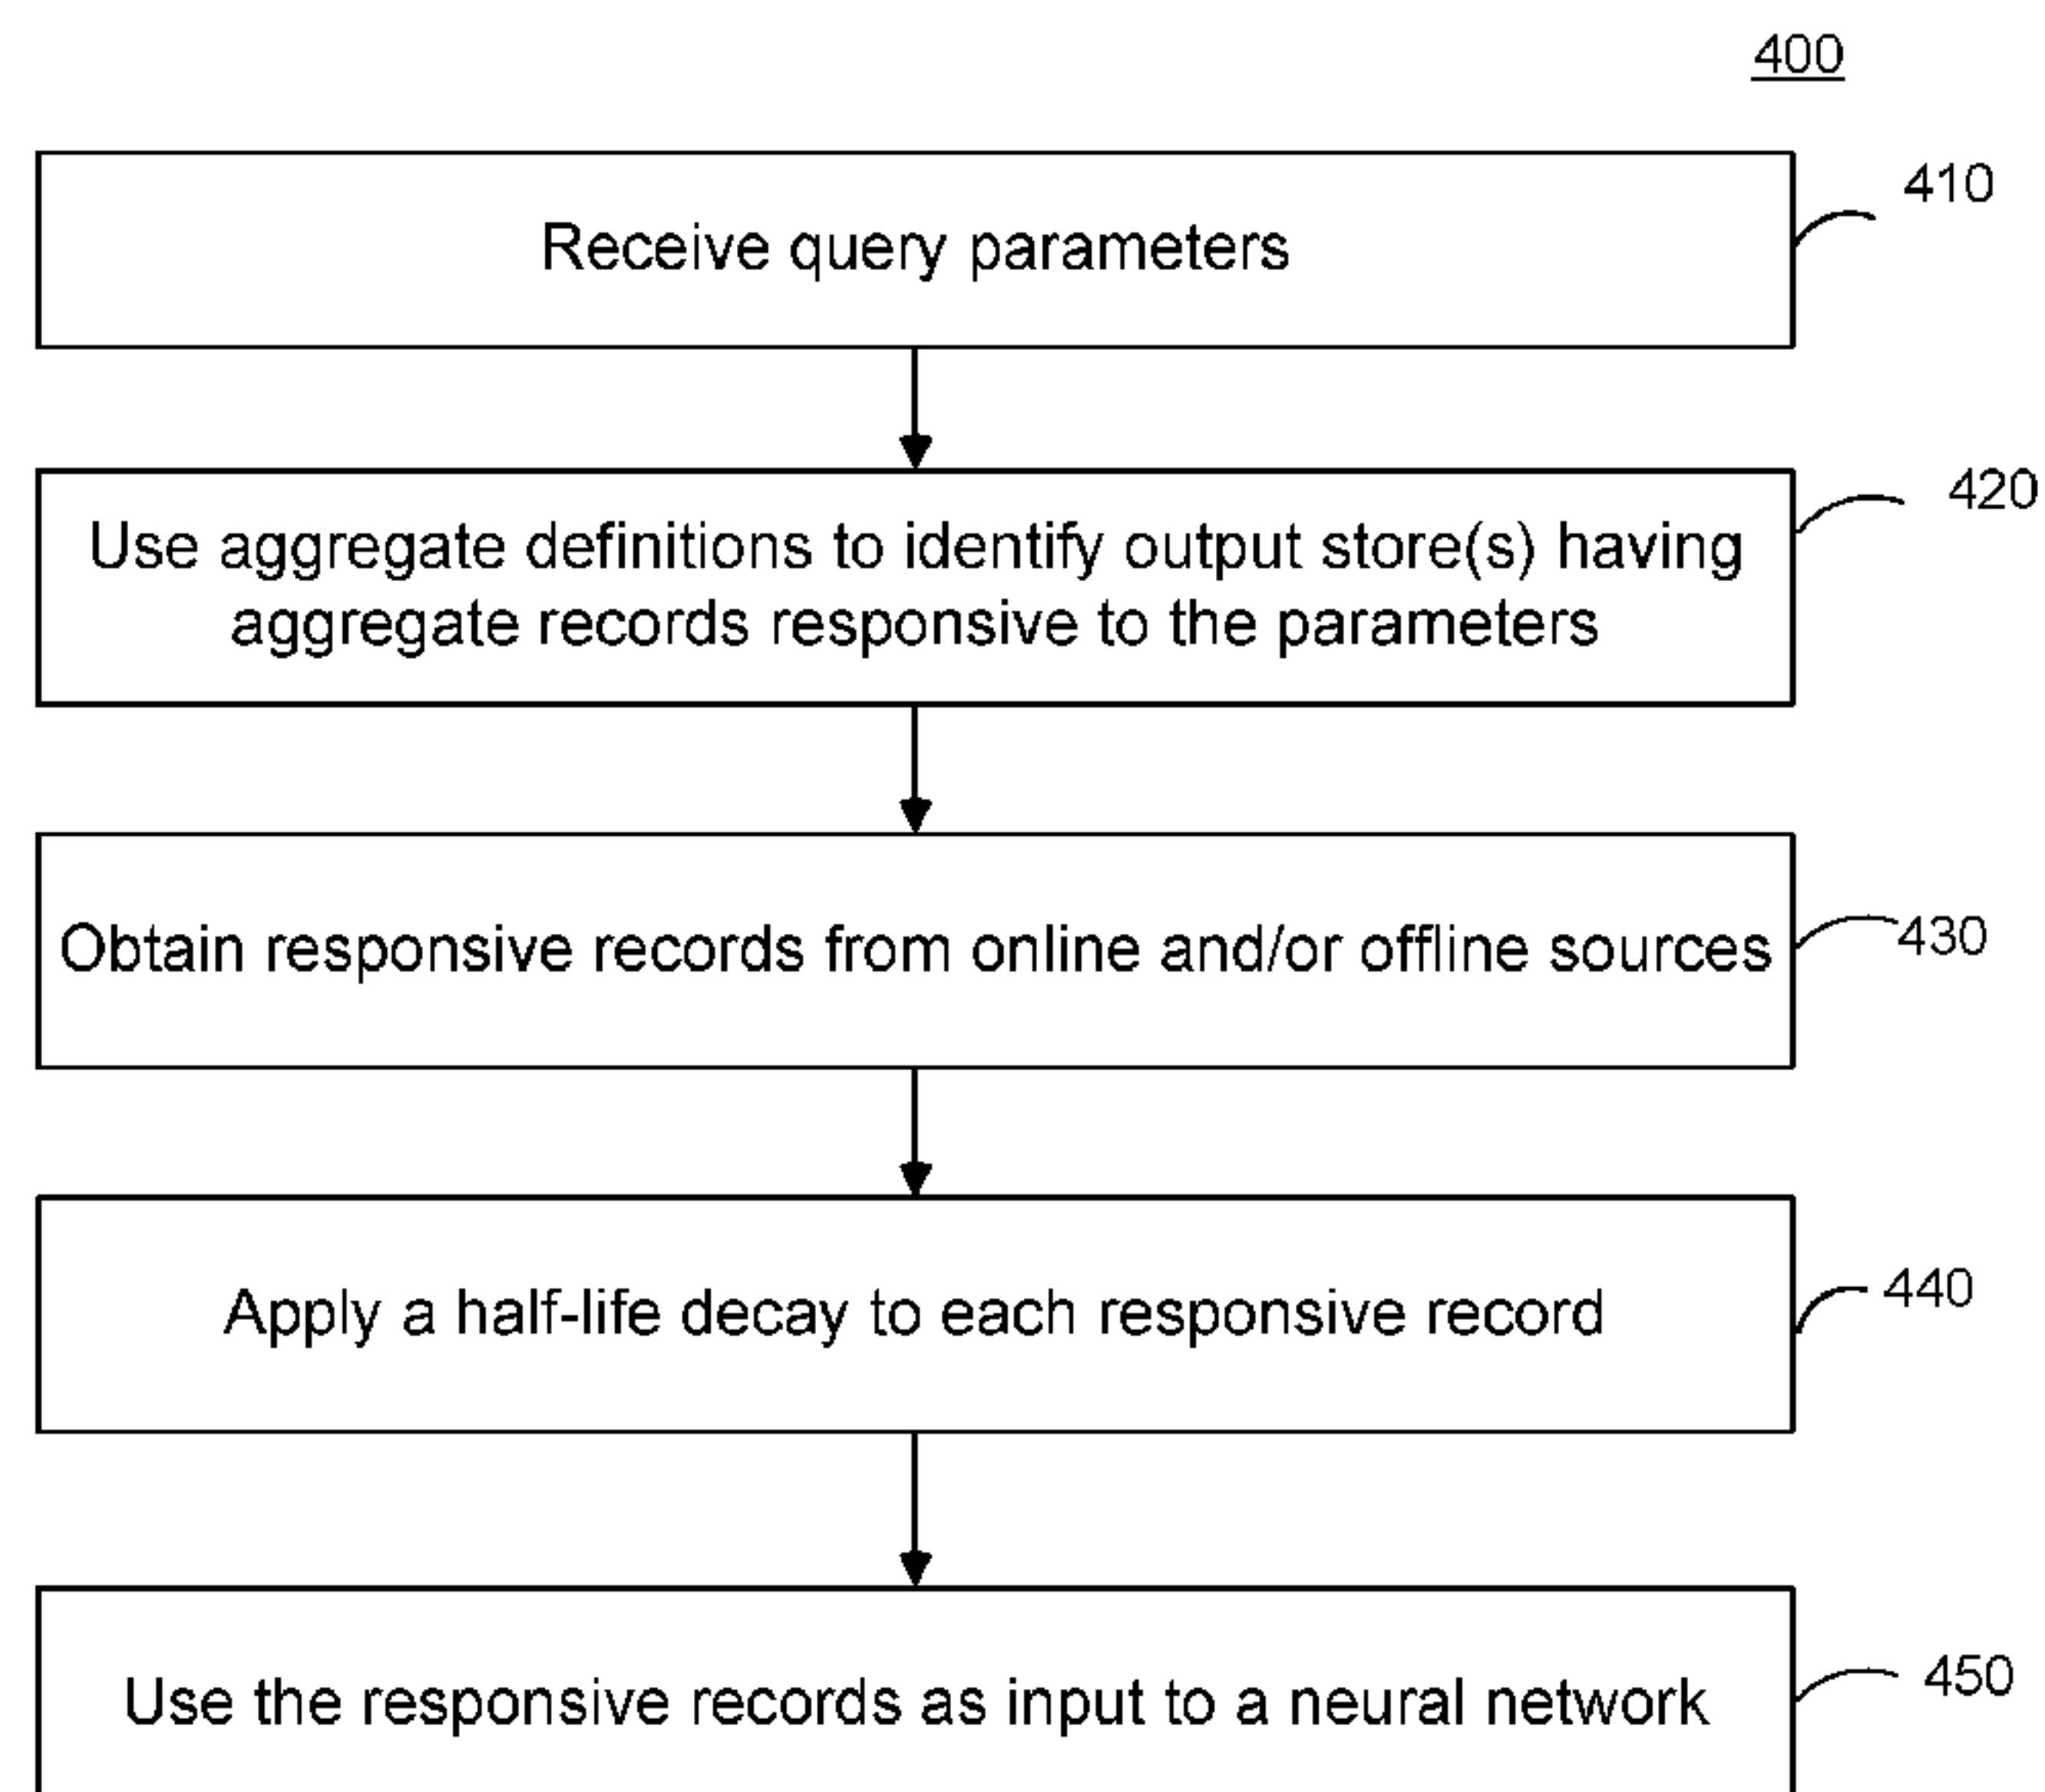 400
Receive query parameters
410
Use aggregate definitions to identify output store(s) having
aggregate records responsive to the parameters
420
Obtain responsive records from online and/or offline sources
430
Apply a half-life decay to each responsive record
440
Use the responsive records as input to a neural network
450